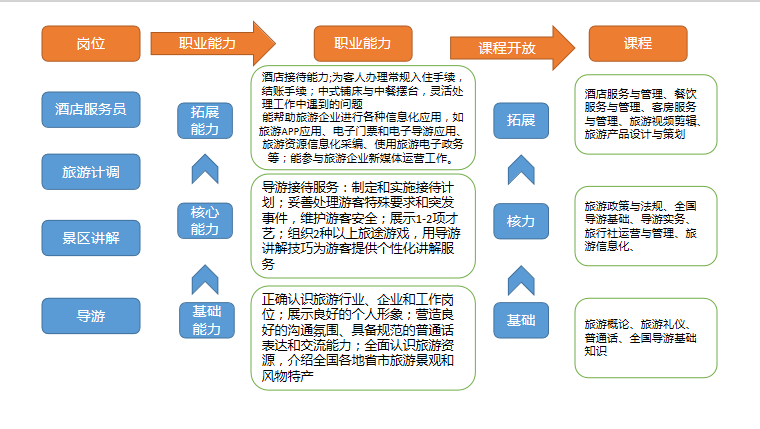 岗位
职业能力
职业能力
课程开放
课程
酒店服务员
旅游计调
景区讲解
导游
拓展
能力
核心
能力
基础
能力
酒店接待能力;为客人办理常规入住手续，
结账手续；中式铺床与中餐摆台，灵活处
理工作中遇到的问题
能帮助旅游企业进行各种信息化应用，如
旅游APP应用、电子门票和电子导游应用、
旅游资源信息化采编、使用旅游电子政务
等；能参与旅游企业新媒体运营工作。
导游接待服务：制定和实施接待计
划；妥善处理游客特殊要求和突发
事件，维护游客安全；展示1-2项才
艺；组织2种以上旅途游戏，用导游
讲解技巧为游客提供个性化讲解服
务
正确认识旅游行业、企业和工作岗
位；展示良好的个人形象；营造良
好的沟通氛围、具备规范的普通话
表达和交流能力；全面认识旅游资
源，介绍全国各地省市旅游景观和
风物特产
拓展
核力
基础
酒店服务与管理、餐饮
服务与管理、客房服务
与管理、旅游视频剪辑、
旅游产品设计与策划
旅游政策与法规、全国
导游基础、导游实务、
旅行社运营与管理、旅
游信息化、
旅游概论、旅游礼仪、
普通话、全国导游基础
知识